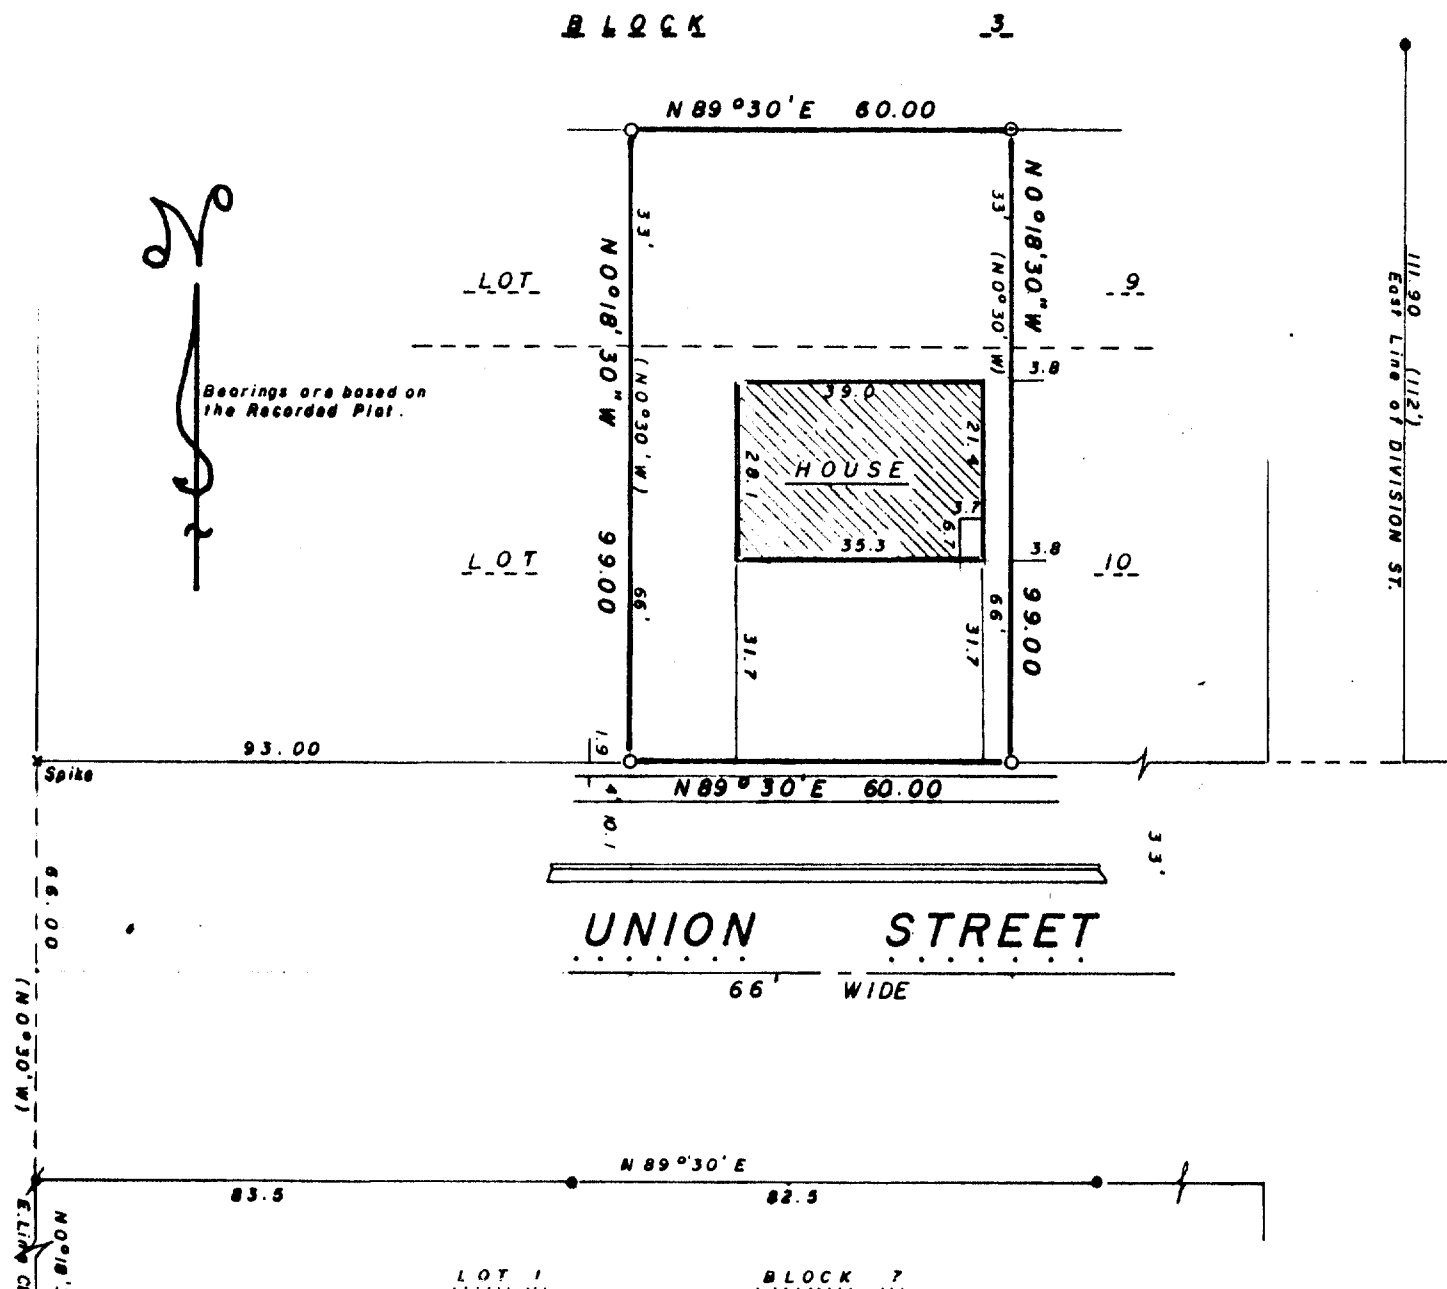 BLOCK 3
N 89°30'E 60.00
33'
N 0°18'30"W
33'
(N 0°30'W)
N 0°18'30"W
LOT 9
111.90 (112')
East Line of DIVISION ST.
Bearings are based on
the Recorded Plat.
(N 0°30'W)
3.8
39.0
21.4
28.1
HOUSE
3.7
6.7
35.3
3.8
LOT 10
99.00
66'
66'
99.00
31.7
31.7
93.00
1.9
Spike
N 89°30'E 60.00
4'
10.1
33'
66.00
UNION STREET
66' WIDE
(N 0°30'W)
N 89°30'E
83.5
82.5
E. Line
N 0°18'
LOT 1 BLOCK 7